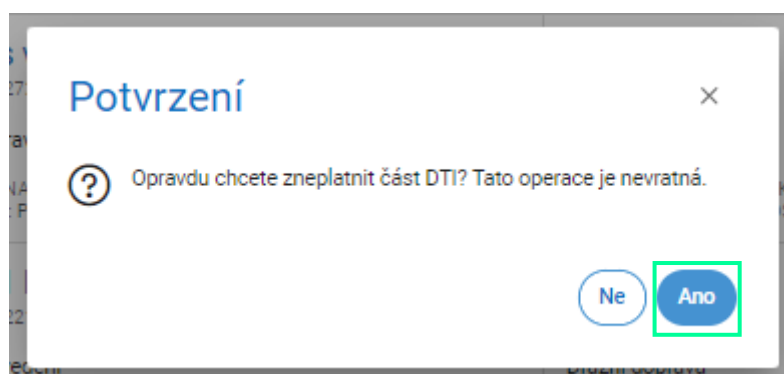 Potvrzení
Opravdu chcete zneplatnit část DTI? Tato operace je nevratná.
Ne
Ano